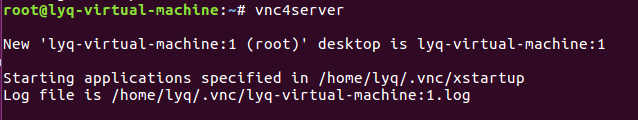 root@lyq-virtual-machine:~# vnc4server
New 'lyq-virtual-machine:1 (root)' desktop is lyq-virtual-machine:1
Starting applications specified in /home/lyq/.vnc/xstartup
Log file is /home/lyq/.vnc/lyq-virtual-machine:1.log